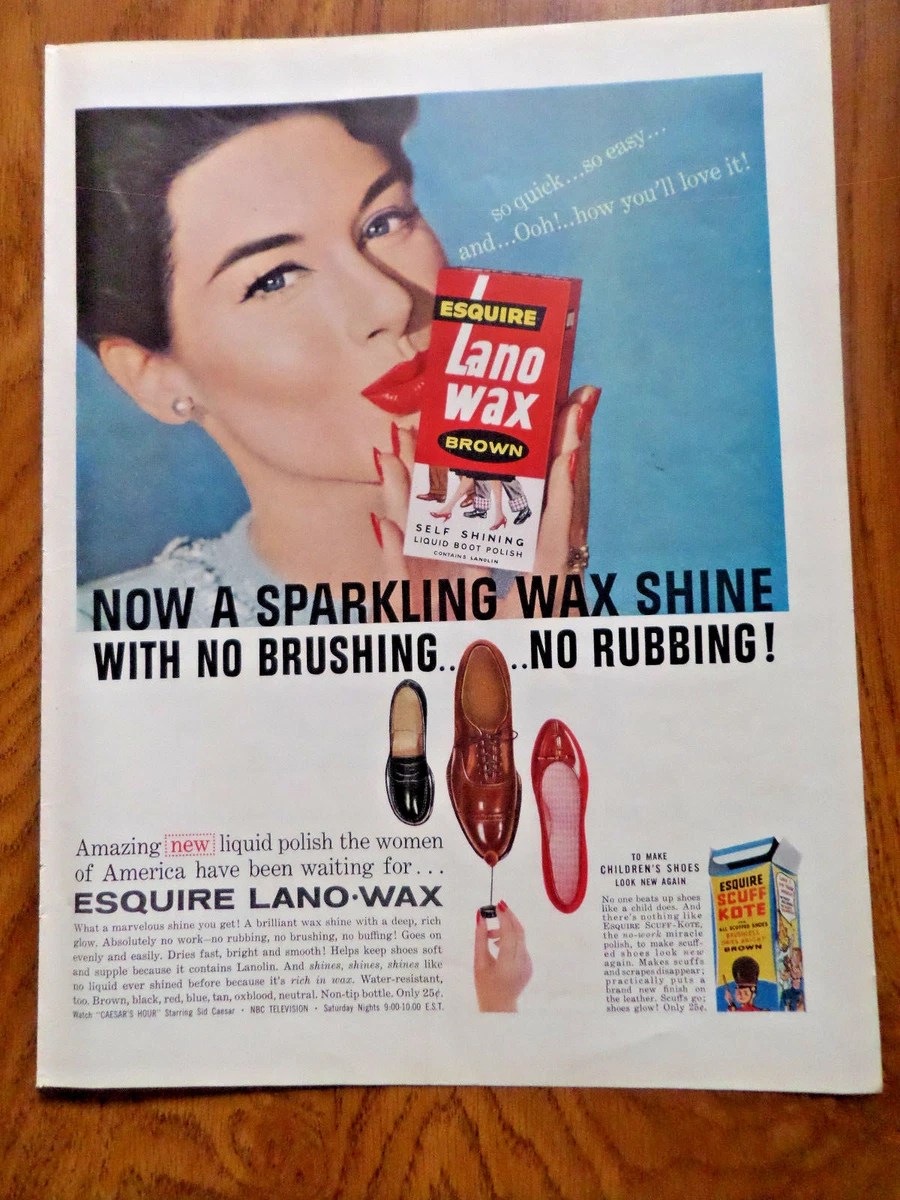 so quick...so easy...
and...Ooh!..how you'll love it!
ESQUIRE
Lano
wax
BROWN
SELF SHINING
LIQUID BOOT POLISH
CONTAINS LANOLIN
NOW A SPARKLING WAX SHINE
WITH NO BRUSHING.. ..NO RUBBING!
Amazing new liquid polish the women
of America have been waiting for...
ESQUIRE LANO·WAX
What a marvelous shine you get! A brilliant wax shine with a deep, rich
glow. Absolutely no work—no rubbing, no brushing, no buffing! Goes on
evenly and easily. Dries fast, bright and smooth! Helps keep shoes soft
and supple because it contains Lanolin. And shines, shines, shines like
no liquid ever shined before because it's rich in wax. Water-resistant,
too. Brown, black, red, blue, tan, oxblood, neutral. Non-tip bottle. Only 25¢.
Watch "CAESAR'S HOUR" Starring Sid Caesar • NBC TELEVISION • Saturday Nights 9:00-10:00 E.S.T.
TO MAKE
CHILDREN'S SHOES
LOOK NEW AGAIN
No one beats up shoes
like a child does. And
there's nothing like
ESQUIRE SCUFF-KOTE,
the no-work miracle
polish, to make scuff-
ed shoes look new
again. Makes scuffs
and scrapes disappear;
practically puts a
brand new finish on
the leather. Scuffs go;
shoes glow! Only 25¢.
ESQUIRE
SCUFF
KOTE
FOR
ALL SCUFFED SHOES
BROWN